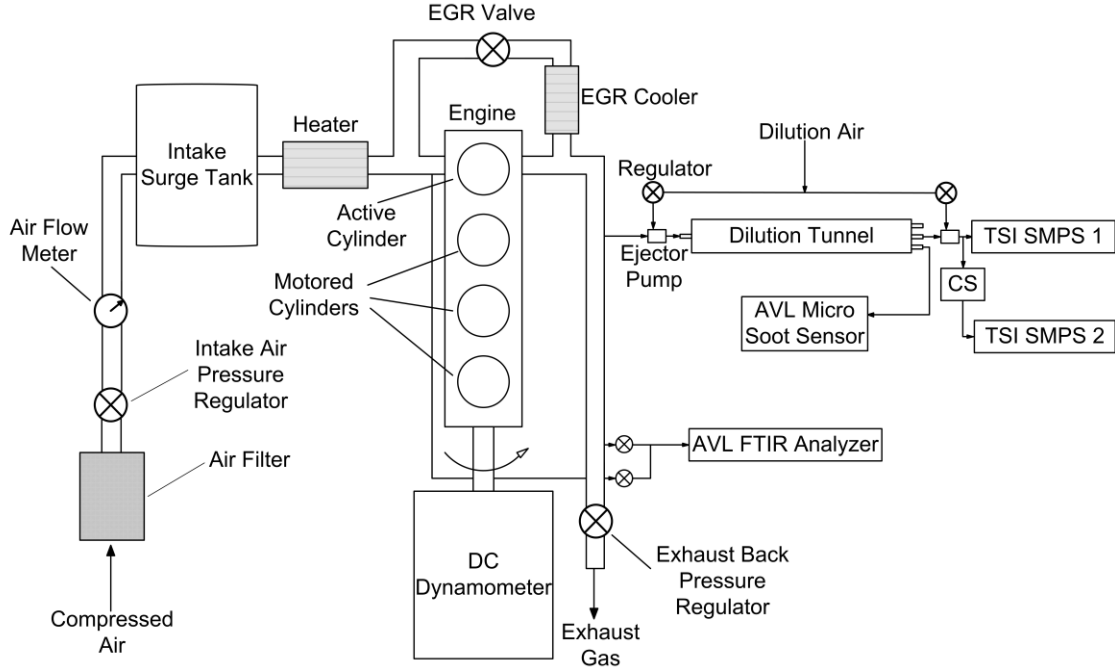 EGR Valve
EGR Cooler
Engine
Heater
Intake
Surge Tank
Dilution Air
Regulator
Active
Cylinder
Air Flow
Meter
Motored
Cylinders
Dilution Tunnel
Ejector
Pump
TSI SMPS 1
CS
AVL Micro
Soot Sensor
TSI SMPS 2
Intake Air
Pressure
Regulator
Air Filter
AVL FTIR Analyzer
DC
Dynamometer
Exhaust Back
Pressure
Regulator
Compressed
Air
Exhaust
Gas